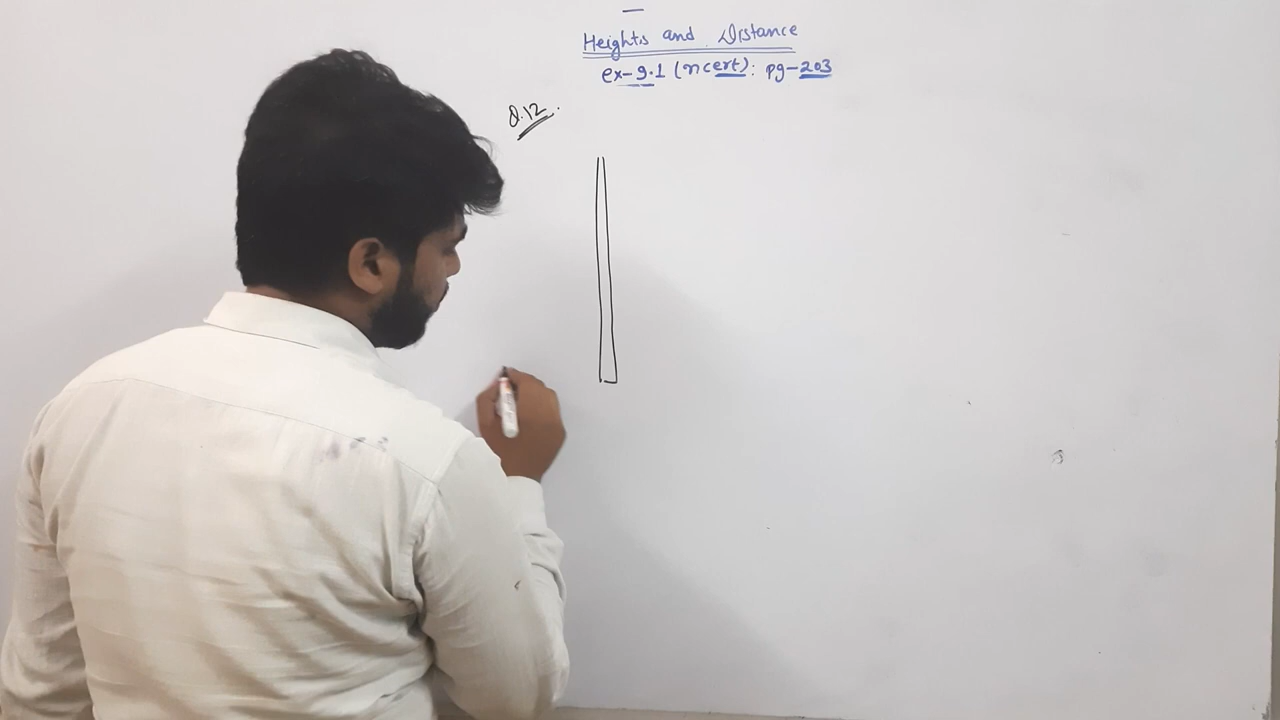 Heights and Distance
ex-9.1 (ncert): pg-203
Q.12.